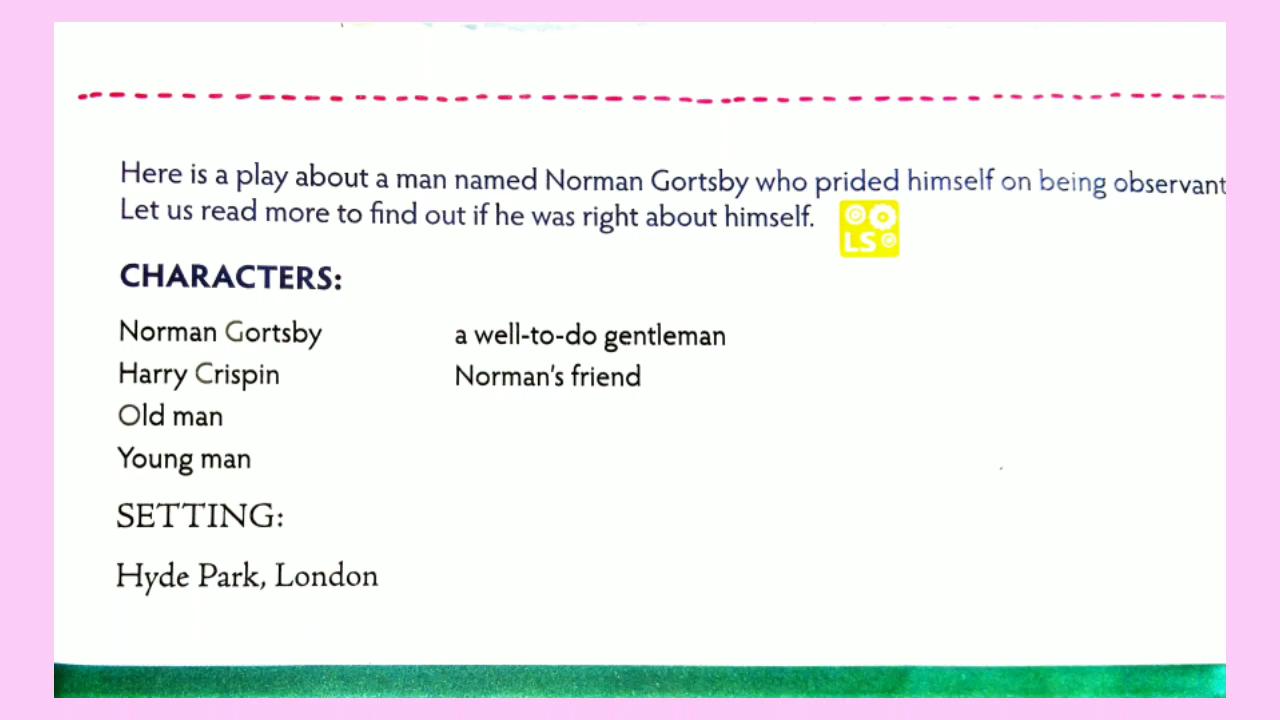 Here is a play about a man named Norman Gortsby who prided himself on being observant
Let us read more to find out if he was right about himself.
LS
CHARACTERS:
Norman Gortsby a well-to-do gentleman
Harry Crispin Norman's friend
Old man
Young man
SETTING:
Hyde Park, London